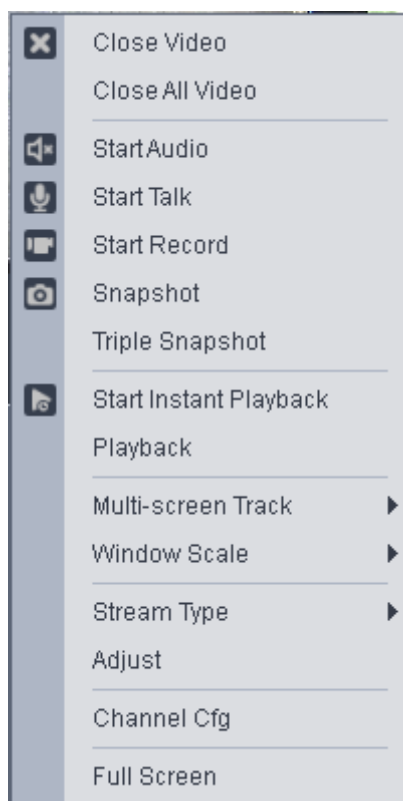 Close Video
Close All Video
Start Audio
Start Talk
Start Record
Snapshot
Triple Snapshot
Start Instant Playback
Playback
Multi-screen Track
Window Scale
Stream Type
Adjust
Channel Cfg
Full Screen